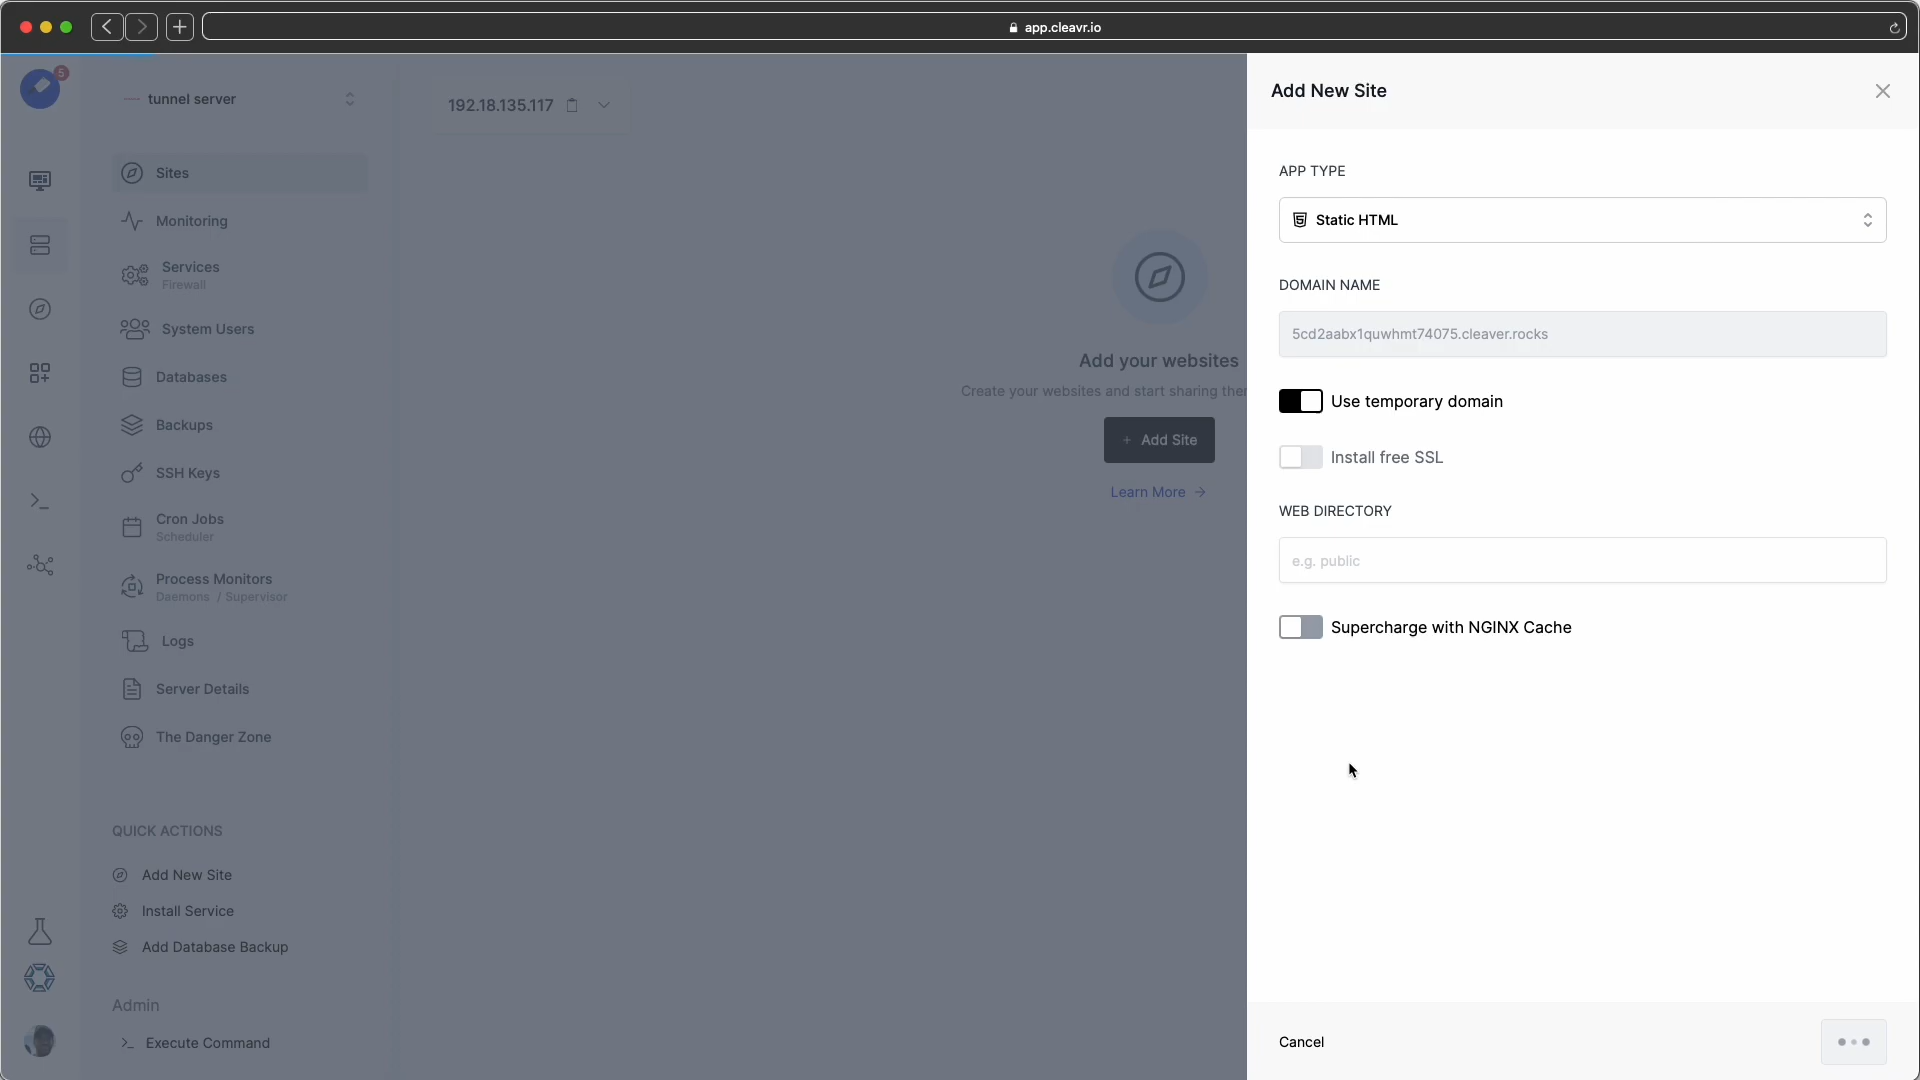 app.cleavr.io
5
tunnel server
192.18.135.117
Sites
Monitoring
Services
Firewall
System Users
Databases
Backups
SSH Keys
Cron Jobs
Scheduler
Process Monitors
Daemons / Supervisor
Logs
Server Details
The Danger Zone
QUICK ACTIONS
Add New Site
Install Service
Add Database Backup
Admin
Execute Command
Add your websites
Create your websites and start sharing
+ Add Site
Learn More →
Add New Site
APP TYPE
Static HTML
DOMAIN NAME
5cd2aabx1quwhmt74075.cleaver.rocks
Use temporary domain
Install free SSL
WEB DIRECTORY
e.g. public
Supercharge with NGINX Cache
Cancel